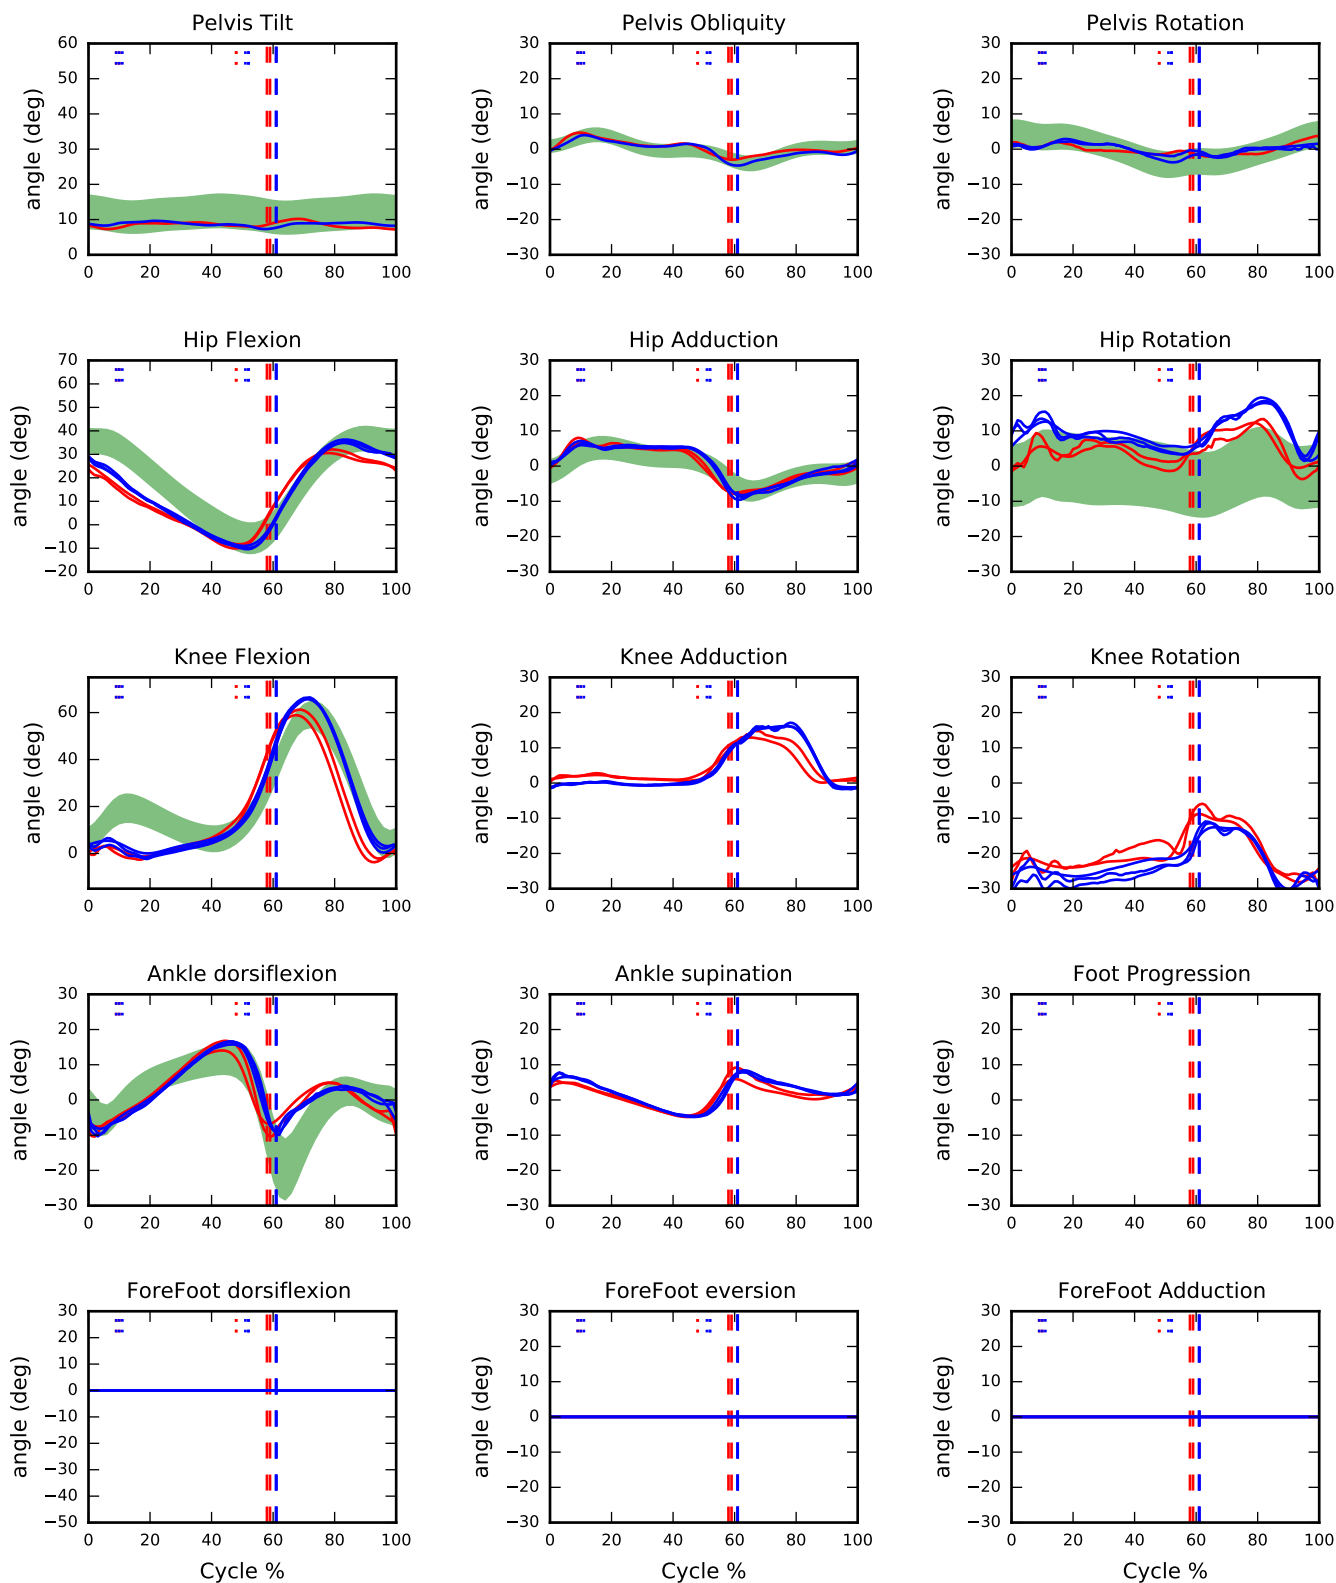 Pelvis Tilt Pelvis Obliquity Pelvis Rotation
60 50 40 30 20 10 0
angle (deg)
0 20 40 60 80 100
30 20 10 0 −10 −20 −30
angle (deg)
0 20 40 60 80 100
30 20 10 0 −10 −20 −30
angle (deg)
0 20 40 60 80 100
Hip Flexion Hip Adduction Hip Rotation
70 60 50 40 30 20 10 0 −10 −20
angle (deg)
0 20 40 60 80 100
30 20 10 0 −10 −20 −30
angle (deg)
0 20 40 60 80 100
30 20 10 0 −10 −20 −30
angle (deg)
0 20 40 60 80 100
Knee Flexion Knee Adduction Knee Rotation
60 40 20 0
angle (deg)
0 20 40 60 80 100
30 20 10 0 −10 −20 −30
angle (deg)
0 20 40 60 80 100
30 20 10 0 −10 −20 −30
angle (deg)
0 20 40 60 80 100
Ankle dorsiflexion Ankle supination Foot Progression
30 20 10 0 −10 −20 −30
angle (deg)
0 20 40 60 80 100
30 20 10 0 −10 −20 −30
angle (deg)
0 20 40 60 80 100
30 20 10 0 −10 −20 −30
angle (deg)
0 20 40 60 80 100
ForeFoot dorsiflexion ForeFoot eversion ForeFoot Adduction
30 20 10 0 −10 −20 −30 −40 −50
angle (deg)
0 20 40 60 80 100
Cycle %
30 20 10 0 −10 −20 −30
angle (deg)
0 20 40 60 80 100
Cycle %
30 20 10 0 −10 −20 −30
angle (deg)
0 20 40 60 80 100
Cycle %